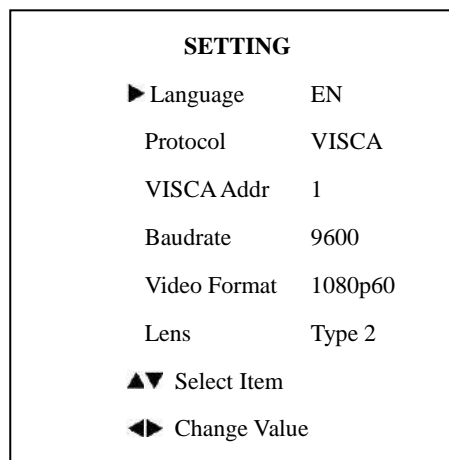 SETTING
▶ Language EN
Protocol VISCA
VISCA Addr 1
Baudrate 9600
Video Format 1080p60
Lens Type 2
▲▼ Select Item
◀▶ Change Value